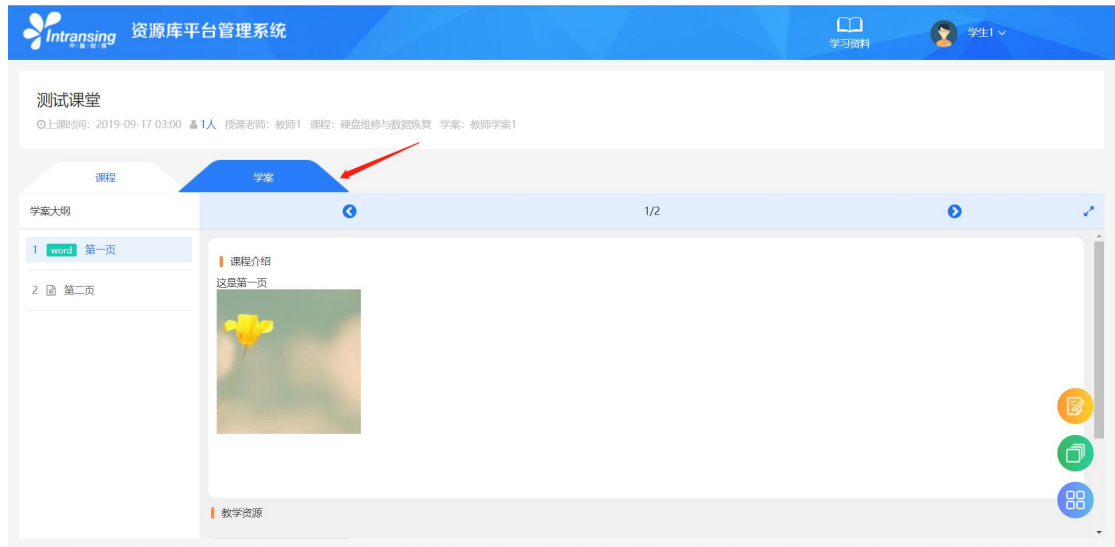 Intransing 资源库平台管理系统
中|盈|创|信
学习资料
学生1
测试课堂
上课时间：2019-09-17 03:00 1人 授课老师：教师1 课程：硬盘维修与数据恢复 学案：教师学案1
课程 学案
学案大纲 1/2
1 word 第一页
2 第二页
课程介绍
这是第一页
教学资源